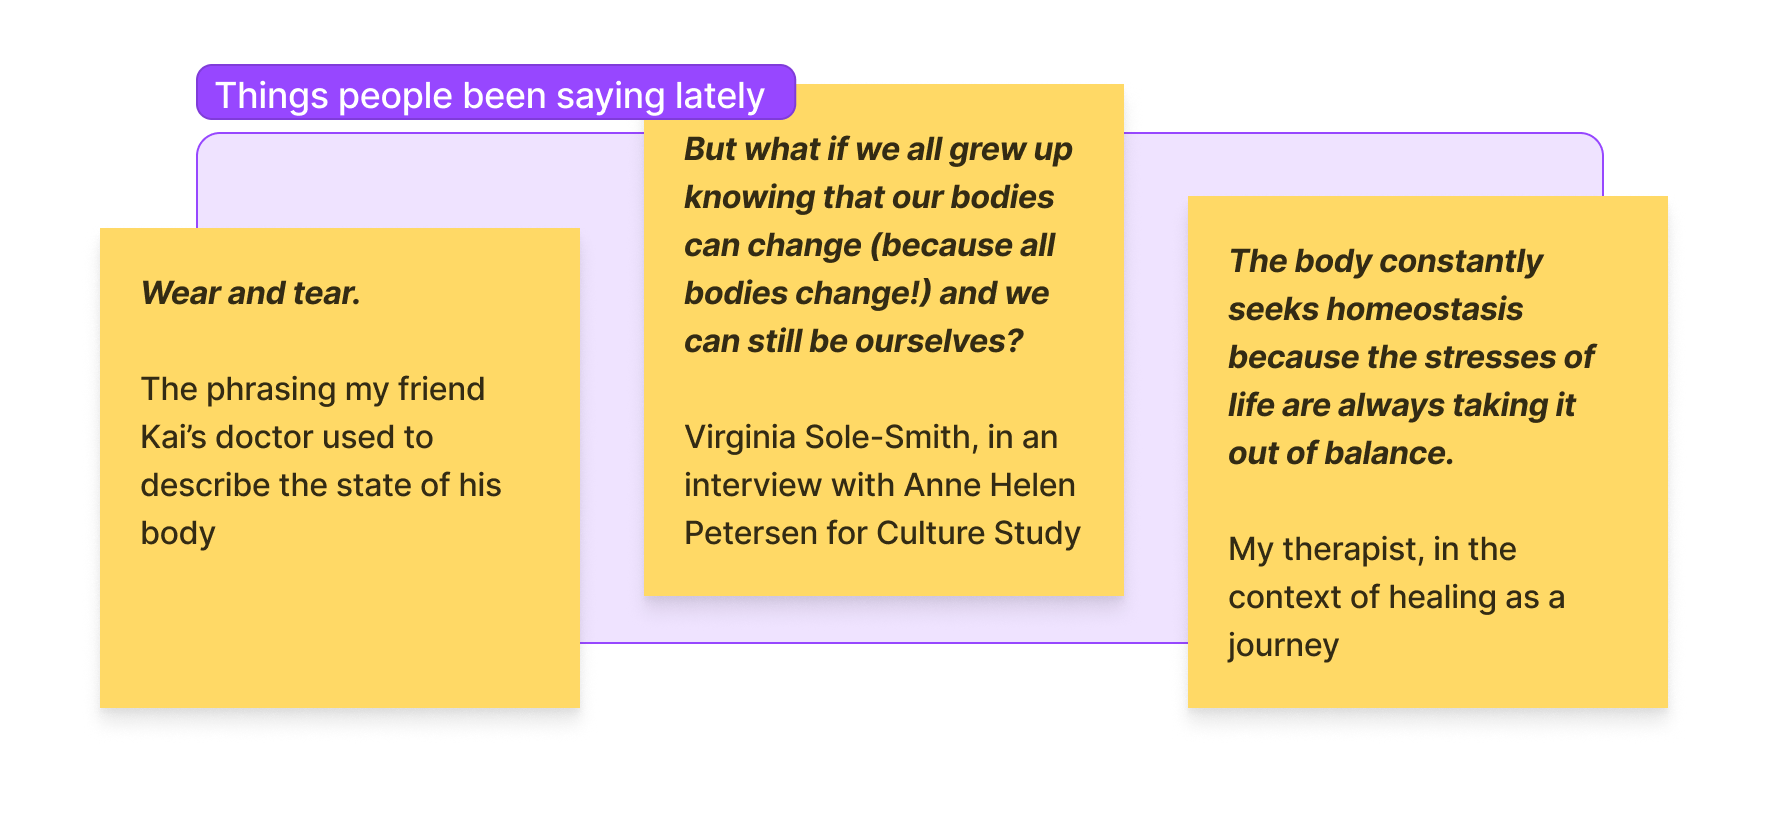 Things people been saying lately
Wear and tear.
The phrasing my friend
Kai’s doctor used to
describe the state of his
body
But what if we all grew up
knowing that our bodies
can change (because all
bodies change!) and we
can still be ourselves?
Virginia Sole-Smith, in an
interview with Anne Helen
Petersen for Culture Study
The body constantly
seeks homeostasis
because the stresses of
life are always taking it
out of balance.
My therapist, in the
context of healing as a
journey